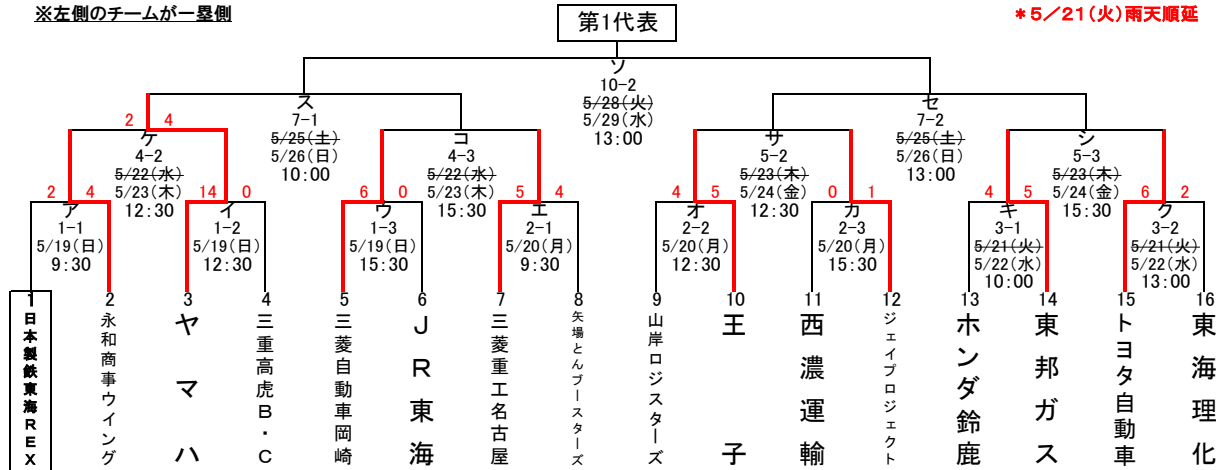 ※左側のチームが一塁側
第1代表
*5/21(火)雨天順延
ソ
10-2
5/28(火)
5/29(水)
13:00
ス
7-1
5/25(土)
5/26(日)
10:00
セ
7-2
5/25(土)
5/26(日)
13:00
2 4
ケ
4-2
5/22(水)
5/23(木)
12:30
コ
4-3
5/22(水)
5/23(木)
15:30
サ
5-2
5/23(木)
5/24(金)
12:30
シ
5-3
5/23(木)
5/24(金)
15:30
2 4
ア
1-1
5/19(日)
9:30
14 0
イ
1-2
5/19(日)
12:30
6 0
ウ
1-3
5/19(日)
15:30
5 4
エ
2-1
5/20(月)
9:30
4 5
オ
2-2
5/20(月)
12:30
0 1
カ
2-3
5/20(月)
15:30
4 5
キ
3-1
5/21(火)
5/22(水)
10:00
6 2
ク
3-2
5/21(火)
5/22(水)
13:00
1
日本製鉄東海REX
2
永和商事ウイング
3
ヤマハ
4
三重高虎B・C
5
三菱自動車岡崎
6
JR東海
7
三菱重工名古屋
8
矢場とんブースターズ
9
山岸ロジスターズ
10
王子
11
西濃運輸
12
ジェイプロジェクト
13
ホンダ鈴鹿
14
東邦ガス
15
トヨタ自動車
16
東海理化